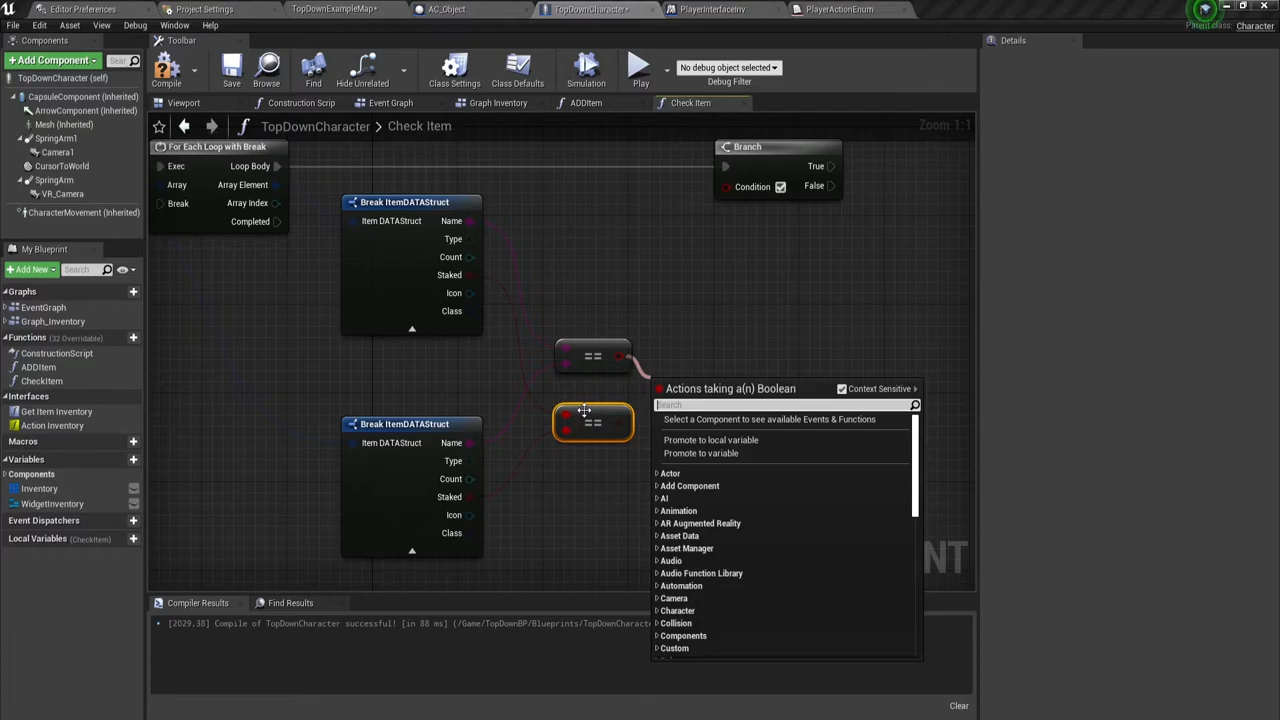 Editor Preferences
Project Settings
TopDownExampleMap*
AC_Object
TopDownCharacter*
PlayerInterfaceInv
PlayerActionEnum
File Edit Asset View Debug Window Help
Parent class: Character
Components
Toolbar
Details
+ Add Component
Sear
Compile
Save
Browse
Find
Hide Unrelated
Class Settings
Class Defaults
Simulation
Play
No debug object selected
Debug Filter
TopDownCharacter (self)
CapsuleComponent (Inherited)
ArrowComponent (Inherited)
Mesh (Inherited)
SpringArm1
Camera1
CursorToWorld
SpringArm
VR_Camera
CharacterMovement (Inherited)
Viewport
Construction Scrip
Event Graph
Graph Inventory
ADDItem
Check Item
TopDownCharacter > Check Item
Zoom 1:1
For Each Loop with Break
Exec Loop Body
Array Array Element
Array Index
Break
Completed
Branch
True
Condition False
Break ItemDATAStruct
Item DATAStruct Name
Type
Count
Staked
Icon
Class
==
==
Break ItemDATAStruct
Item DATAStruct Name
Type
Count
Staked
Icon
Class
Actions taking a(n) Boolean
Context Sensitive
Search
Select a Component to see available Events & Functions
Promote to local variable
Promote to variable
Actor
Add Component
AI
Animation
AR Augmented Reality
Asset Data
Asset Manager
Audio
Audio Function Library
Automation
Camera
Character
Collision
Components
Custom
NT
My Blueprint
+ Add New
Search
Graphs
EventGraph
Graph_Inventory
Functions (32 Overridable)
ConstructionScript
ADDItem
CheckItem
Interfaces
Get Item Inventory
Action Inventory
Macros
Variables
Components
Inventory
WidgetInventory
Event Dispatchers
Local Variables (CheckItem)
Compiler Results
Find Results
[2029,38] Compile of TopDownCharacter successful! [in 88 ms] (/Game/TopDownBP/Blueprints/TopDownCharac
Clear